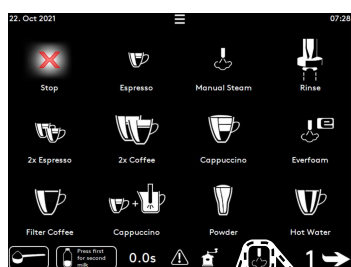 22. Oct 2021 07:28
Stop Espresso Manual Steam Rinse
2x Espresso 2x Coffee Cappuccino Everfoam
Filter Coffee Cappuccino Powder Hot Water
Press first
for second
milk
0.0s 1